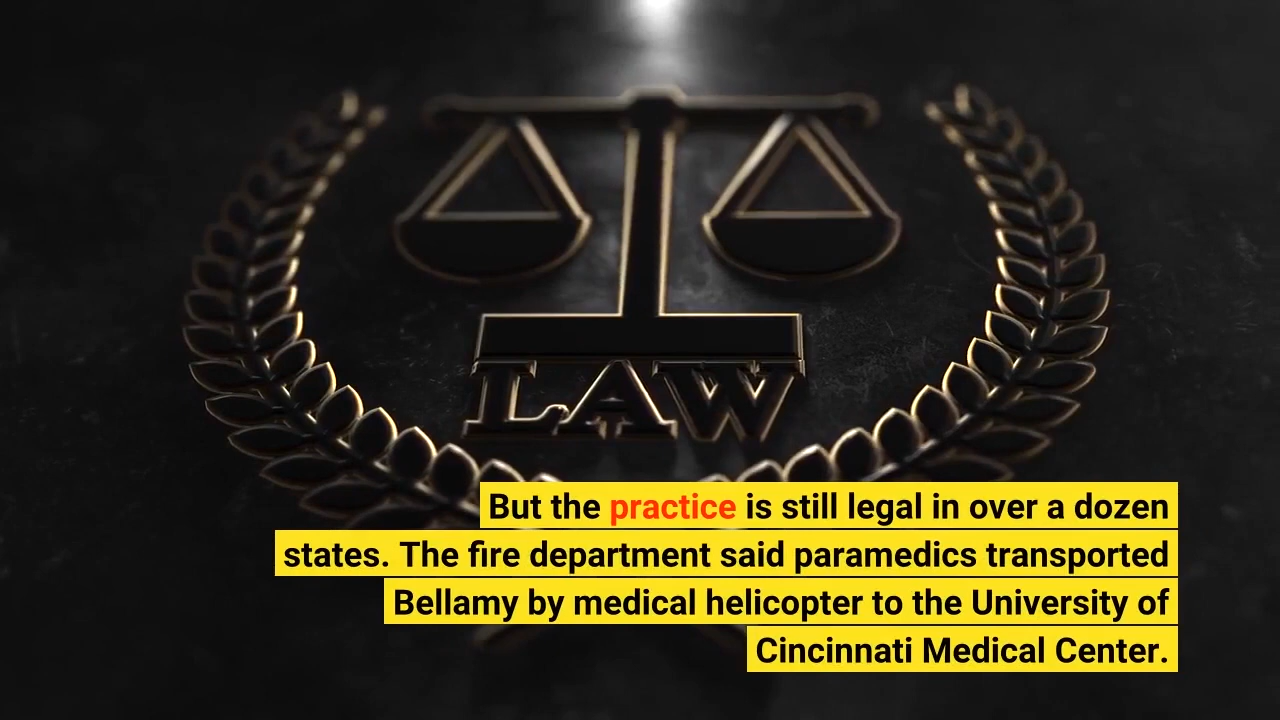 LAW
But the practice is still legal in over a dozen
states. The fire department said paramedics transported
Bellamy by medical helicopter to the University of
Cincinnati Medical Center.